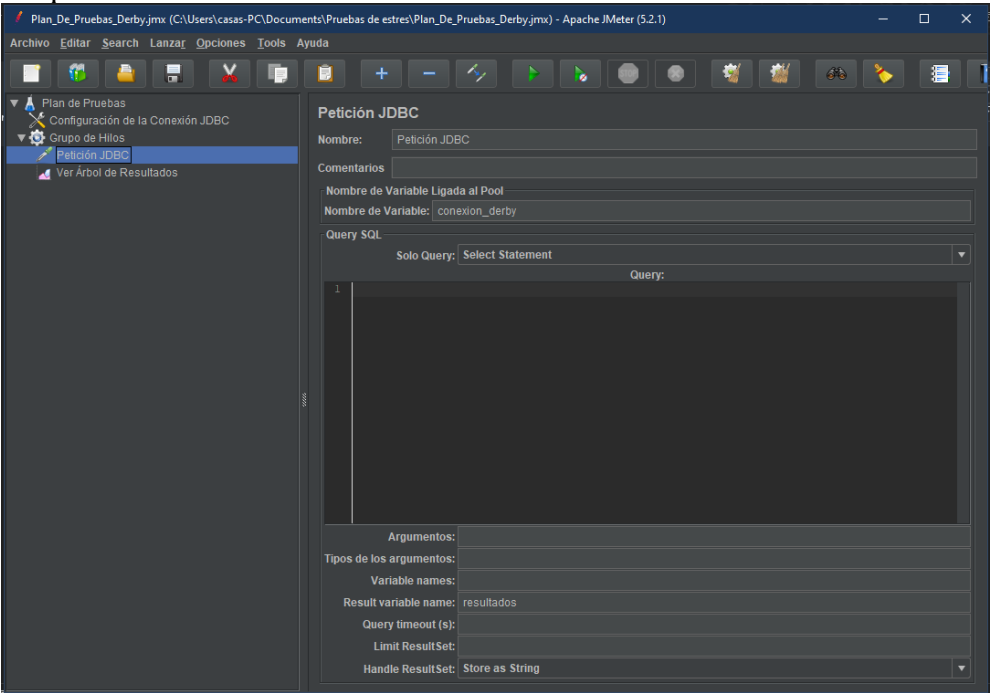 Plan_De_Pruebas_Derby.jmx (C:\Users\casas-PC\Documents\Pruebas de estres\Plan_De_Pruebas_Derby.jmx) - Apache JMeter (5.2.1)
Archivo Editar Search Lanzar Opciones Tools Ayuda
Plan de Pruebas
Configuración de la Conexión JDBC
Grupo de Hilos
Petición JDBC
Ver Árbol de Resultados
Petición JDBC
Nombre: Petición JDBC
Comentarios
Nombre de Variable Ligada al Pool
Nombre de Variable: conexion_derby
Query SQL
Solo Query: Select Statement
Query:
1
Argumentos:
Tipos de los argumentos:
Variable names:
Result variable name: resultados
Query timeout (s):
Limit ResultSet:
Handle ResultSet: Store as String